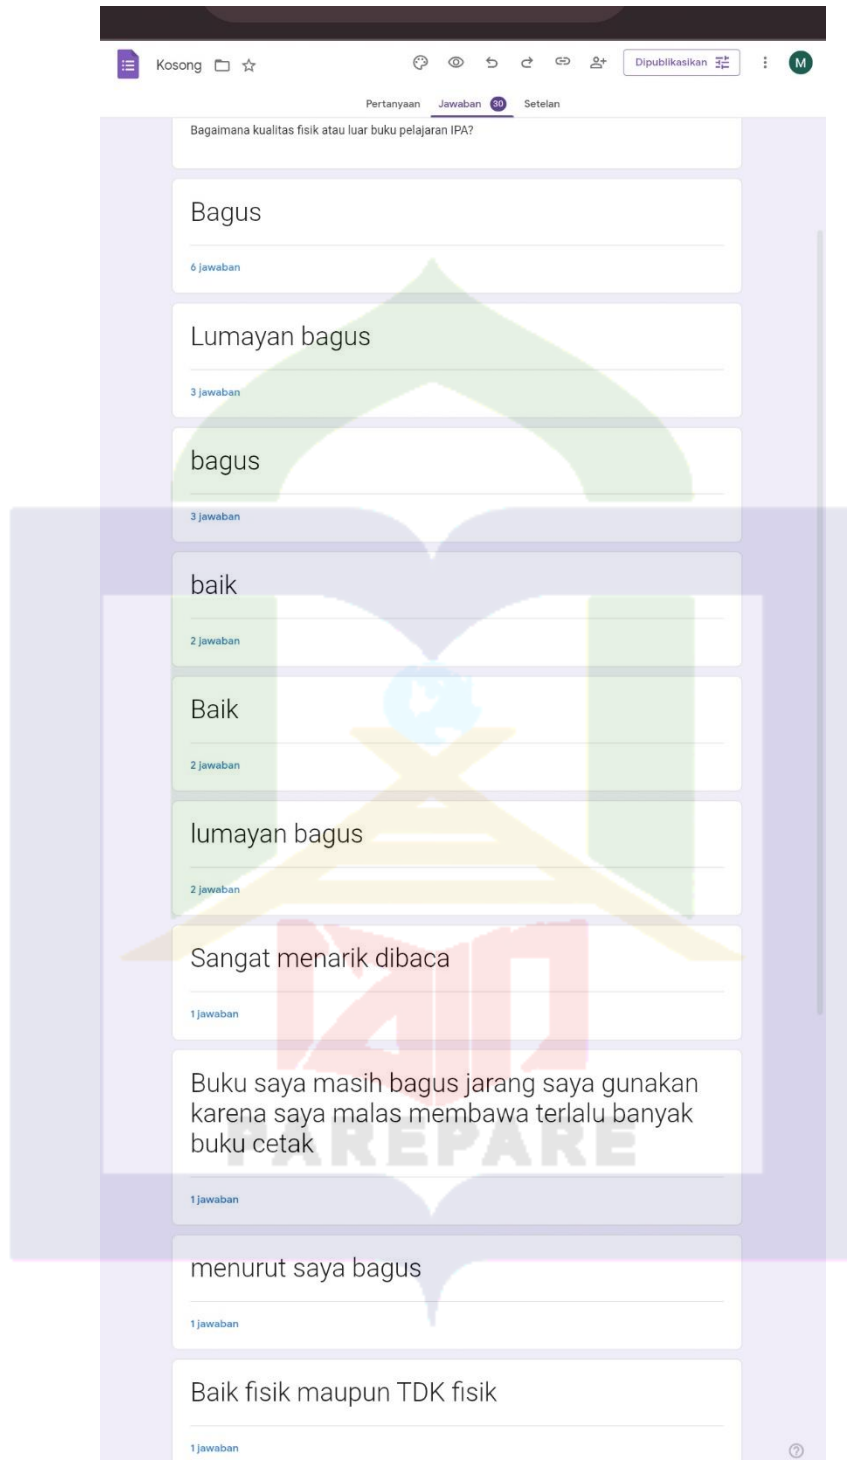 Kosong
Dipublikasikan
M
Pertanyaan Jawaban 30 Setelan
Bagaimana kualitas fisik atau luar buku pelajaran IPA?
Bagus
6 jawaban
Lumayan bagus
3 jawaban
bagus
3 jawaban
baik
2 jawaban
Baik
2 jawaban
lumayan bagus
2 jawaban
Sangat menarik dibaca
1 jawaban
Buku saya masih bagus jarang saya gunakan
karena saya malas membawa terlalu banyak
buku cetak
1 jawaban
menurut saya bagus
1 jawaban
Baik fisik maupun TDK fisik
1 jawaban
iain
PAREPARE